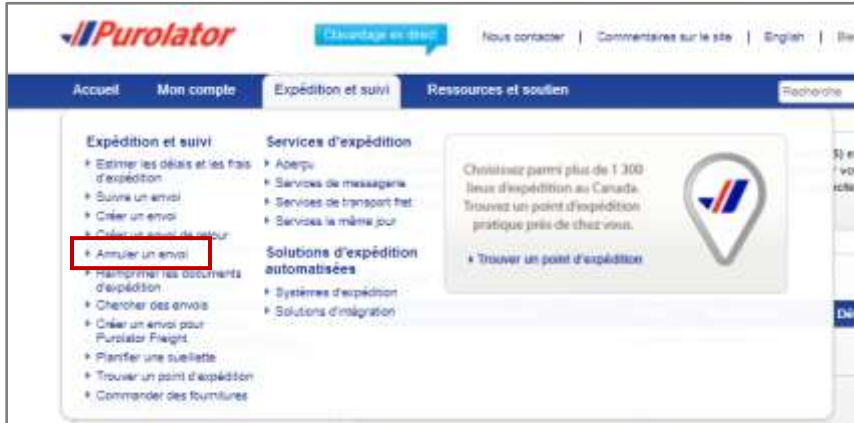 Purolator
Clavardage en direct
Nous contacter | Commentaires sur le site | English |
Accueil Mon compte Expédition et suivi Ressources et soutien Recherche
Expédition et suivi
Estimer les délais et les frais
d'expédition
Suivre un envoi
Créer un envoi
Créer un envoi de retour
Annuler un envoi
Réimprimer les documents
d'expédition
Chercher des envois
Créer un envoi pour
Purolator Freight
Planifier une cueillette
Trouver un point d'expédition
Commander des fournitures
Services d'expédition
Aperçu
Services de messagerie
Services de transport fret
Services le même jour
Solutions d'expédition
automatisées
Systèmes d'expédition
Solutions d'intégration
Choisissez parmi plus de 1 300
lieux d'expédition au Canada.
Trouvez un point d'expédition
pratique près de chez vous.
Trouver un point d'expédition